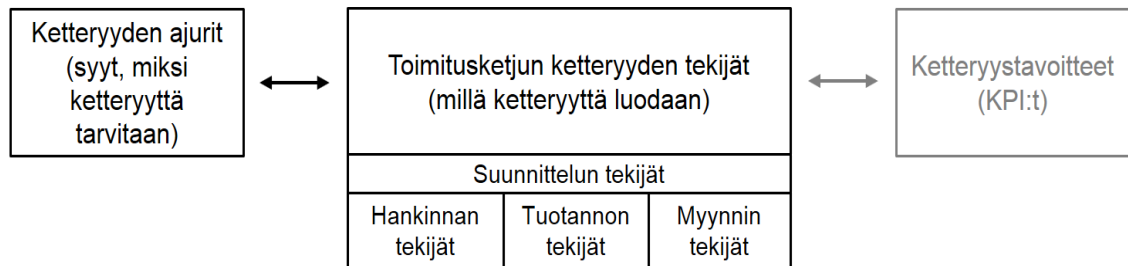 Ketteryyden ajurit
(syyt, miksi
ketteryyttä
tarvitaan)
Toimitusketjun ketteryyden tekijät
(millä ketteryyttä luodaan)
Ketteryystavoitteet
(KPI:t)
Suunnittelun tekijät
Hankinnan
tekijät
Tuotannon
tekijät
Myynnin
tekijät